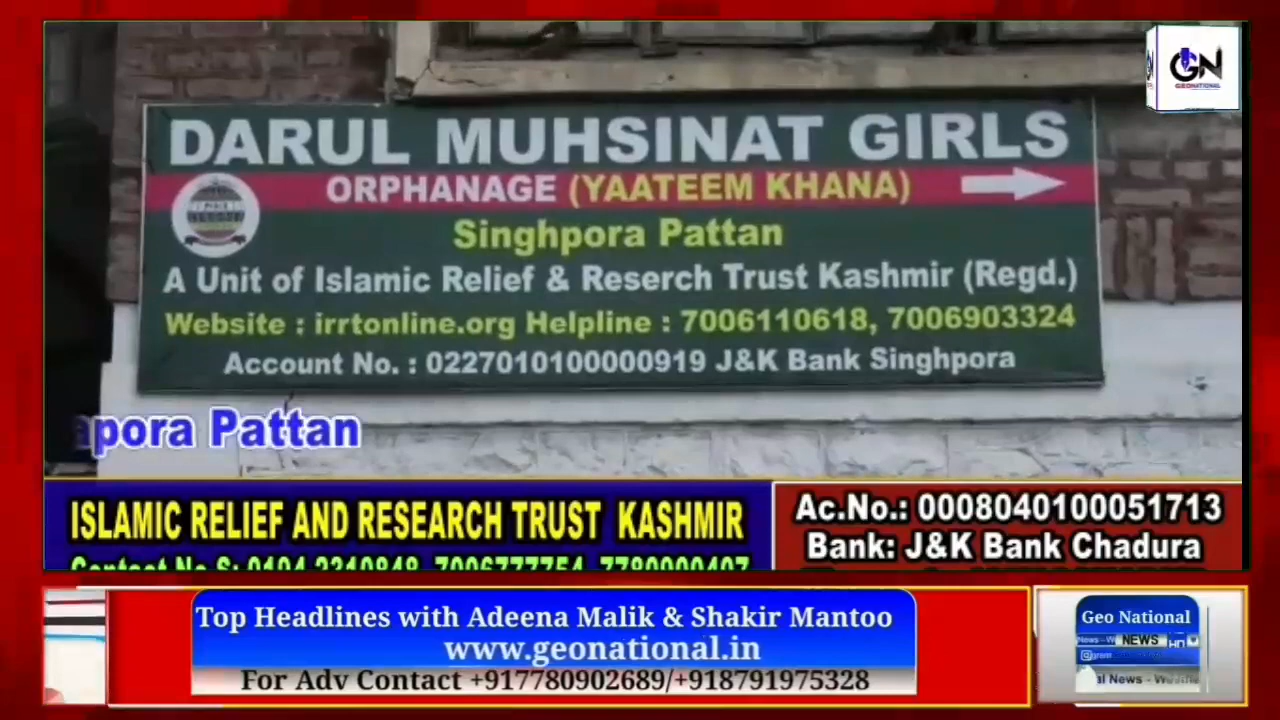 GN
GEONATIONAL
DARUL MUHSINAT GIRLS
ORPHANAGE (YAATEEM KHANA)
Singhpora Pattan
A Unit of Islamic Relief & Reserch Trust Kashmir (Regd.)
Website : irrtonline.org Helpline : 7006110618, 7006903324
Account No. : 0227010100000919 J&K Bank Singhpora
apora Pattan
ISLAMIC RELIEF AND RESEARCH TRUST KASHMIR
Ac.No.: 0008040100051713
Bank: J&K Bank Chadura
Top Headlines with Adeena Malik & Shakir Mantoo
www.geonational.in
For Adv Contact +917780902689/+918791975328
Geo National
NEWS